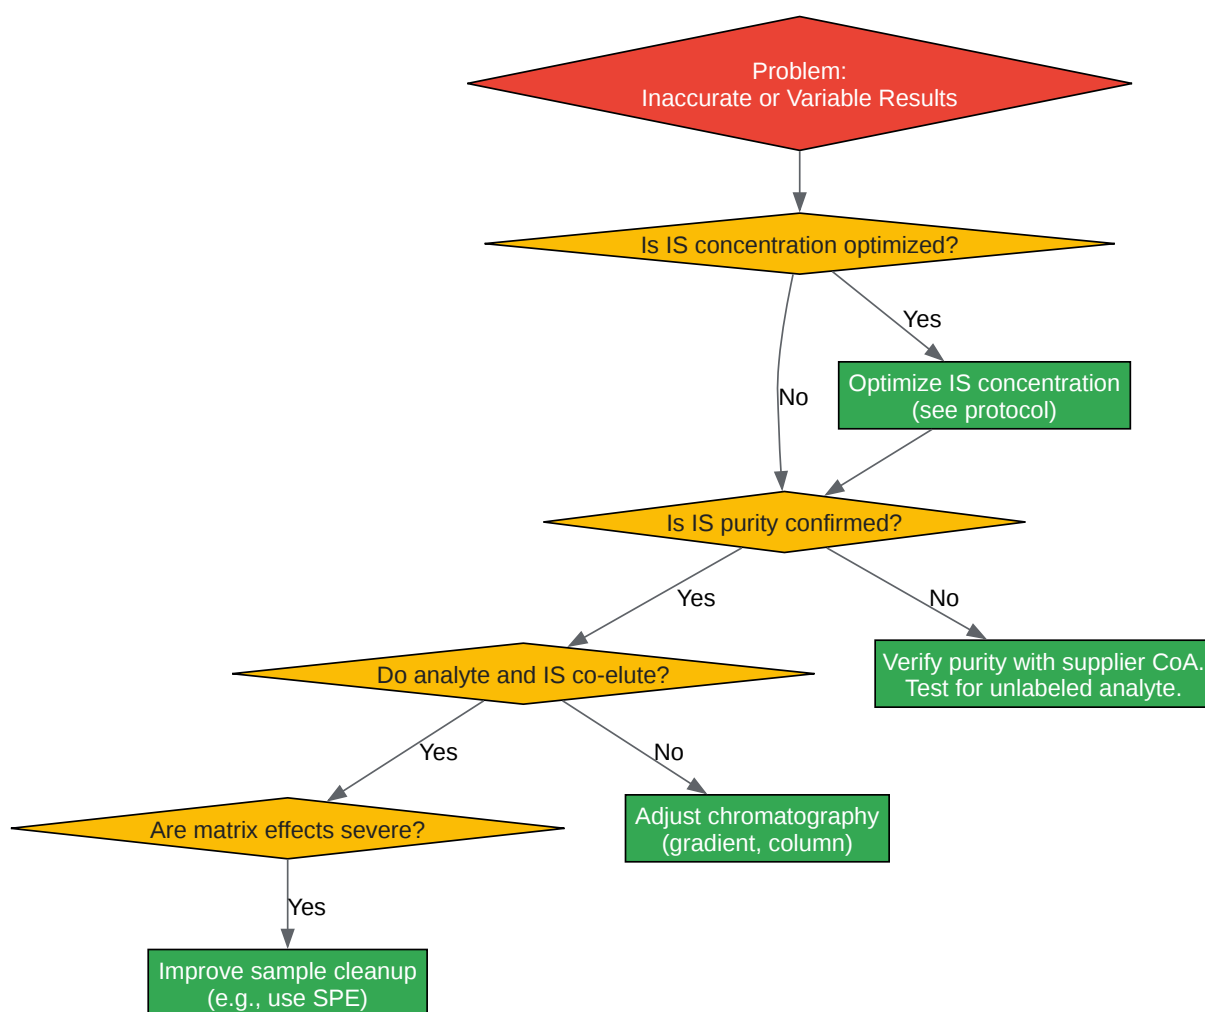 Problem:
Inaccurate or Variable Results
Is IS concentration optimized?
Yes
Optimize IS concentration
(see protocol)
No
Is IS purity confirmed?
Yes
No
Verify purity with supplier CoA.
Test for unlabeled analyte.
Do analyte and IS co-elute?
Yes
No
Adjust chromatography
(gradient, column)
Are matrix effects severe?
Yes
Improve sample cleanup
(e.g., use SPE)